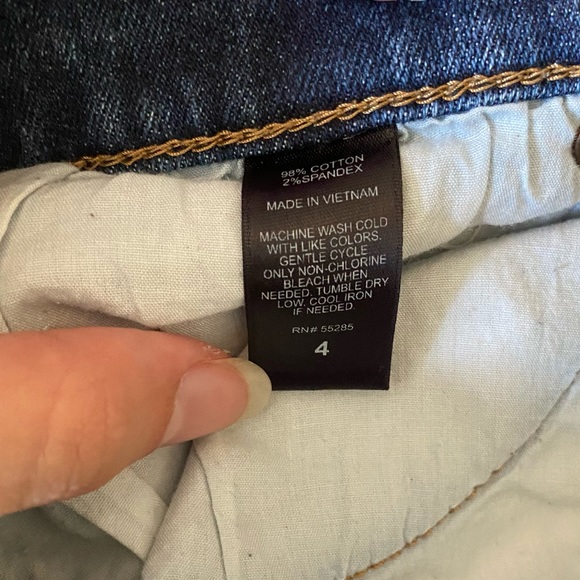 98% COTTON
2%SPANDEX
MADE IN VIETNAM
MACHINE WASH COLD
WITH LIKE COLORS.
GENTLE CYCLE
ONLY NON-CHLORINE
BLEACH WHEN
NEEDED. TUMBLE DRY
LOW. COOL IRON
IF NEEDED.
RN# 55285
4